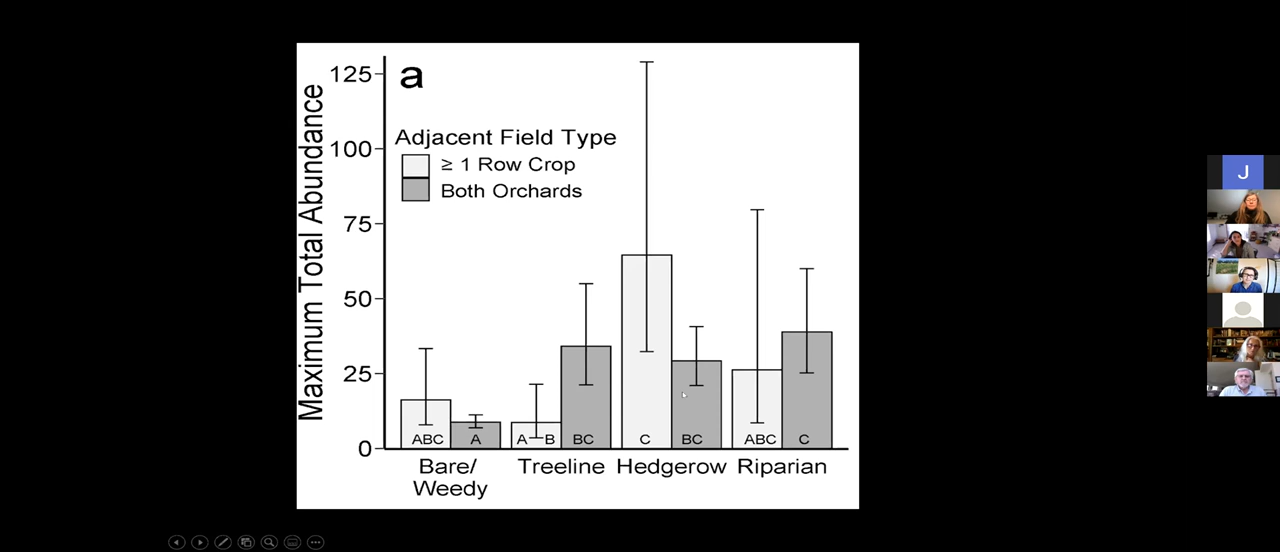 a
125
100
75
50
25
0
Maximum Total Abundance
Adjacent Field Type
≥ 1 Row Crop
Both Orchards
ABC A A B BC C BC ABC C
Bare/ Treeline Hedgerow Riparian
Weedy
J